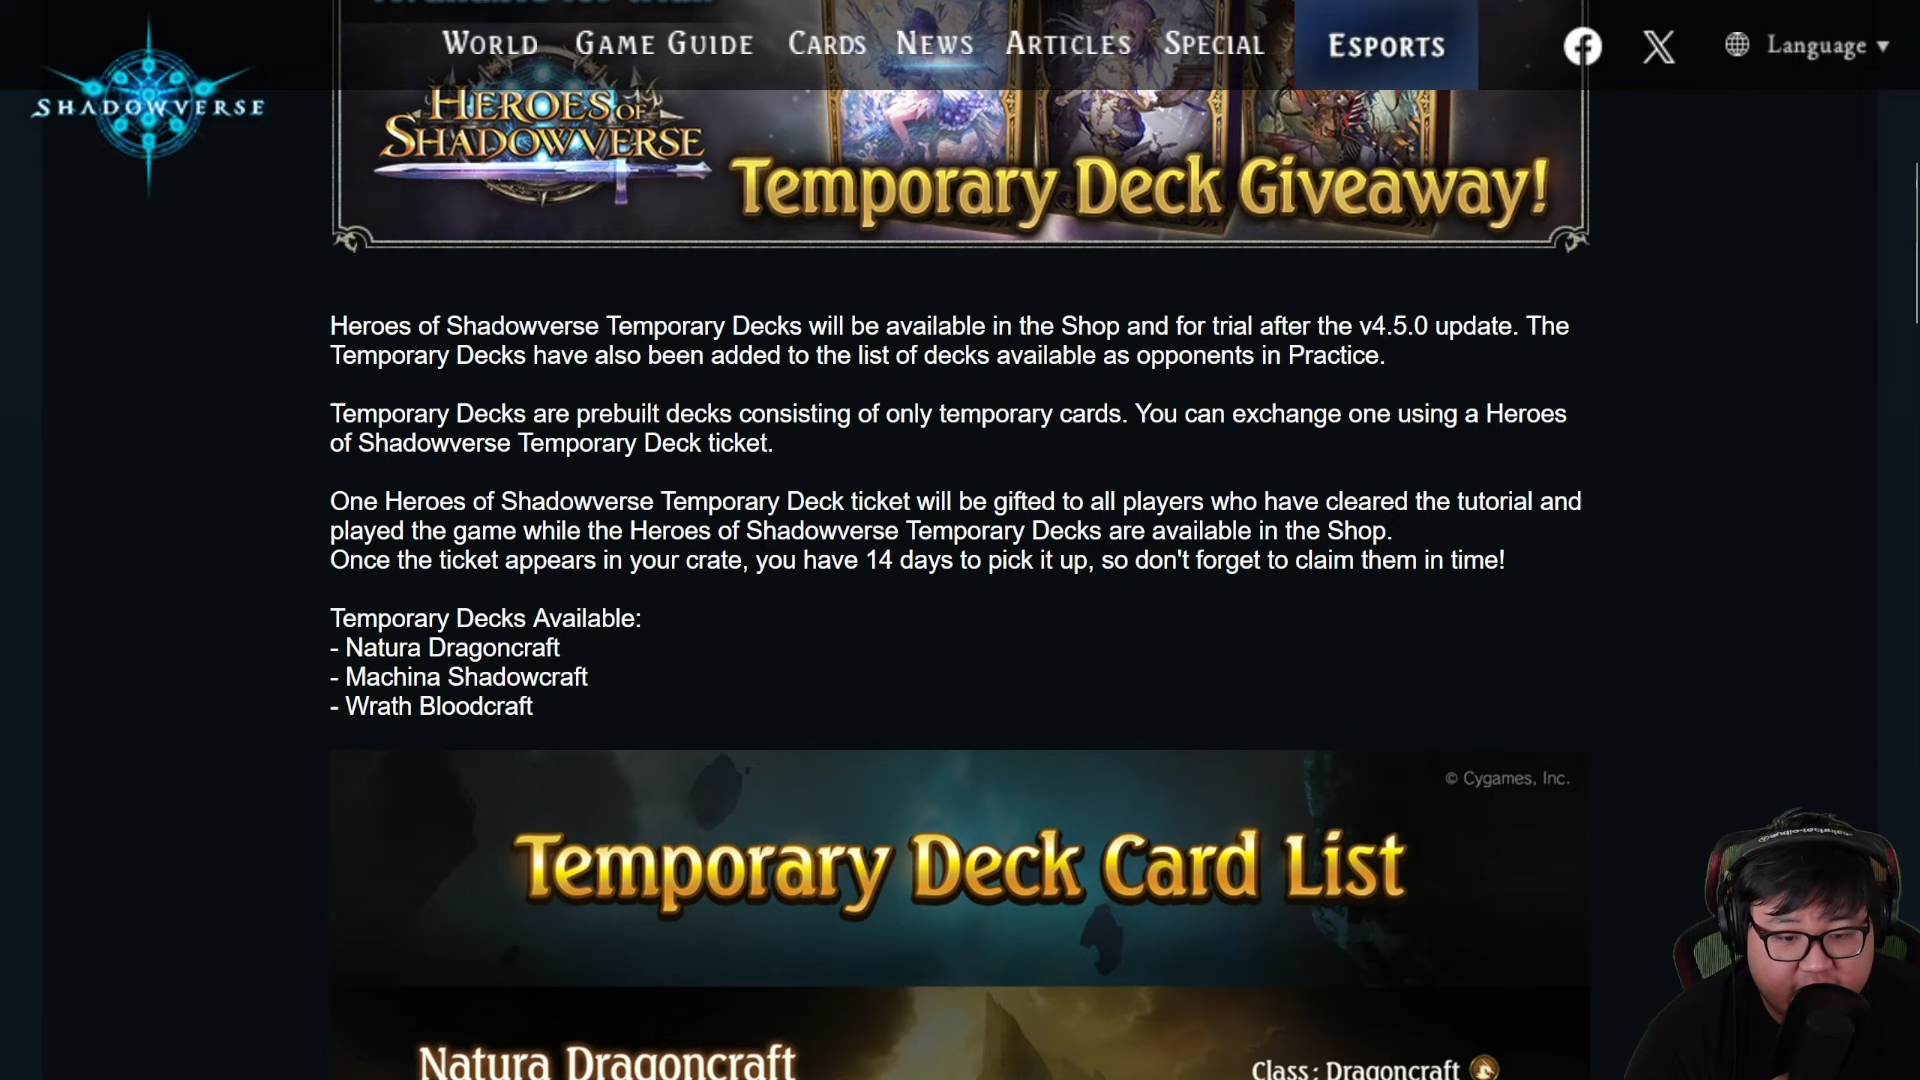 WORLD GAME GUIDE CARDS NEWS ARTICLES SPECIAL ESPORTS Language ▼
SHADOWVERSE
HEROES OF
SHADOWVERSE
Temporary Deck Giveaway!
Heroes of Shadowverse Temporary Decks will be available in the Shop and for trial after the v4.5.0 update. The
Temporary Decks have also been added to the list of decks available as opponents in Practice.
Temporary Decks are prebuilt decks consisting of only temporary cards. You can exchange one using a Heroes
of Shadowverse Temporary Deck ticket.
One Heroes of Shadowverse Temporary Deck ticket will be gifted to all players who have cleared the tutorial and
played the game while the Heroes of Shadowverse Temporary Decks are available in the Shop.
Once the ticket appears in your crate, you have 14 days to pick it up, so don't forget to claim them in time!
Temporary Decks Available:
- Natura Dragoncraft
- Machina Shadowcraft
- Wrath Bloodcraft
© Cygames, Inc.
Temporary Deck Card List
Natura Dragoncraft
Class: Dragoncraft